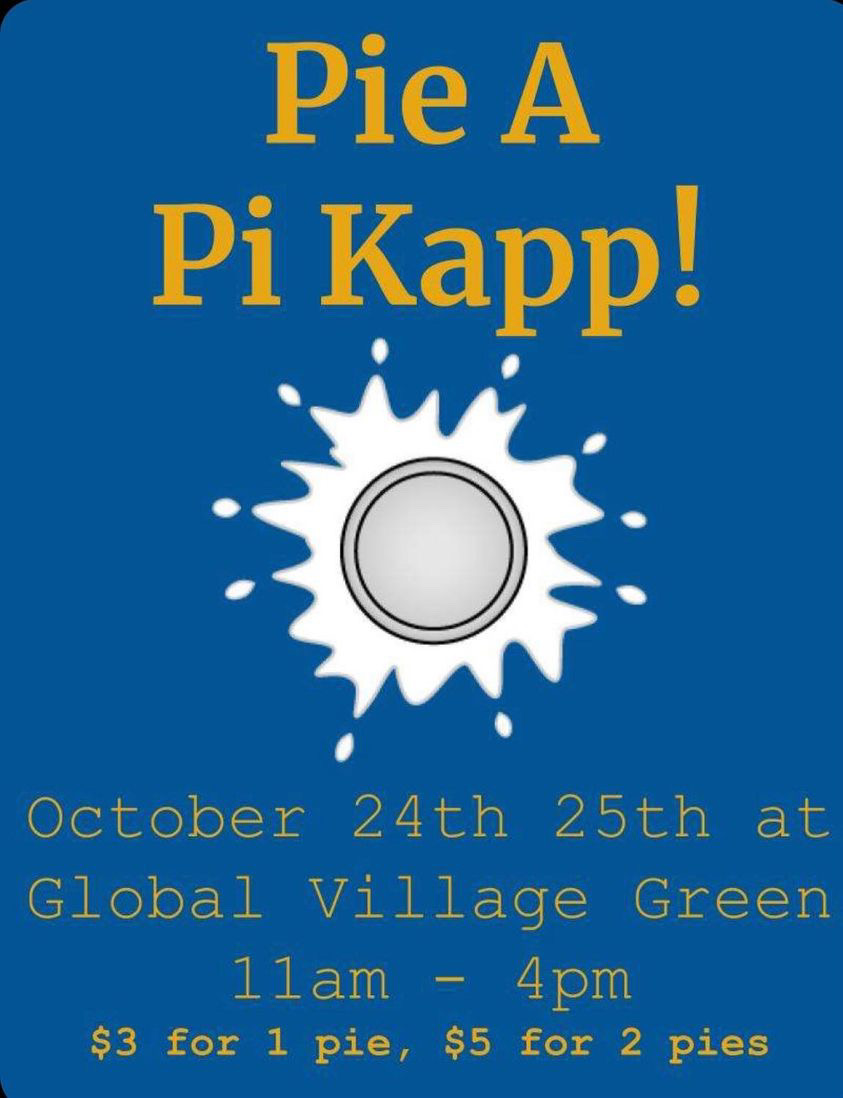 Pie A
Pi Kapp!
October 24th 25th at
Global Village Green
11am - 4pm
$3 for 1 pie, $5 for 2 pies